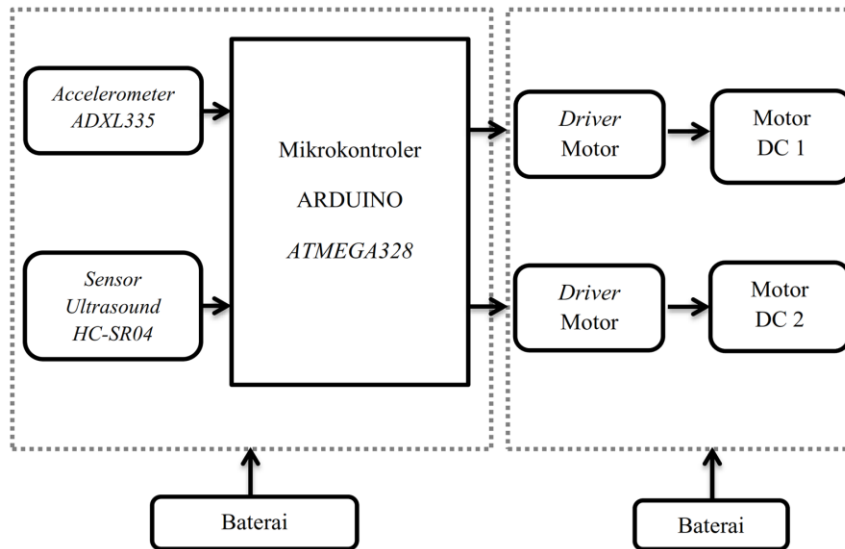 Accelerometer
ADXL335
Sensor
Ultrasound
HC-SR04
Mikrokontroler
ARDUINO
ATMEGA328
Driver
Motor
Motor
DC 1
Driver
Motor
Motor
DC 2
Baterai
Baterai